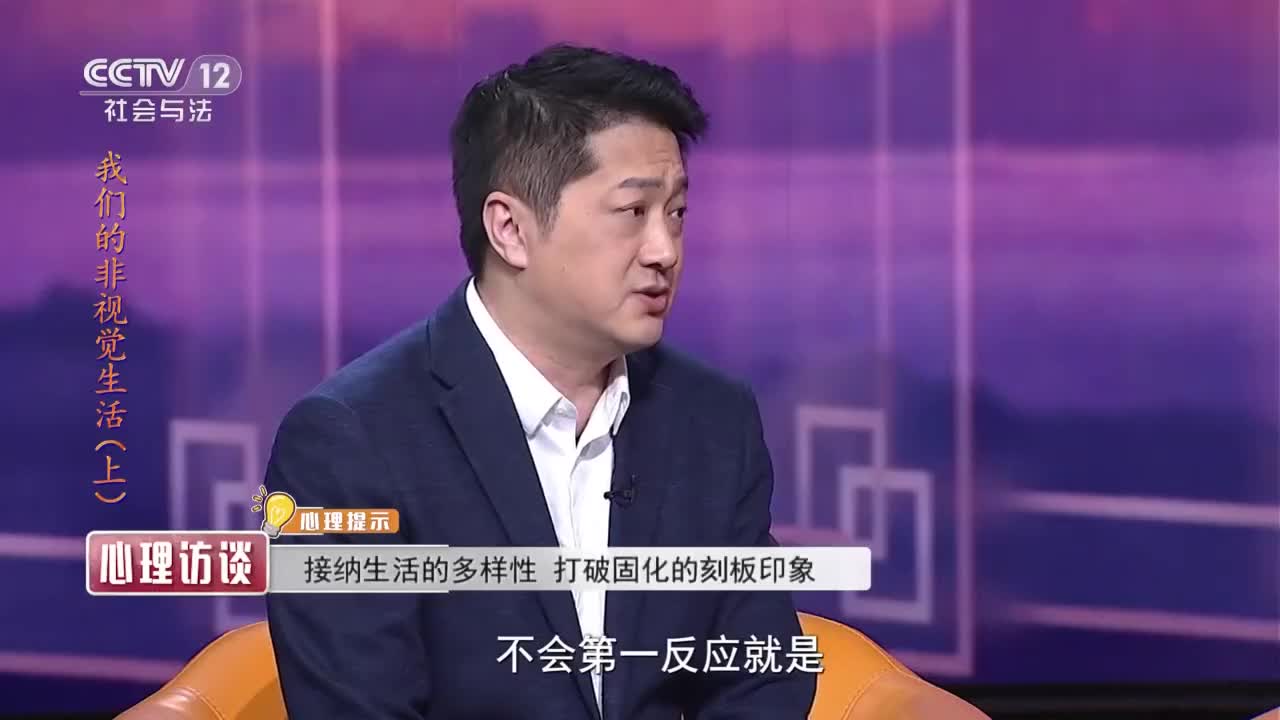 CCTV 12
社会与法
我们的非视觉生活(上)
心理提示
心理访谈
接纳生活的多样性 打破固化的刻板印象
不会第一反应就是